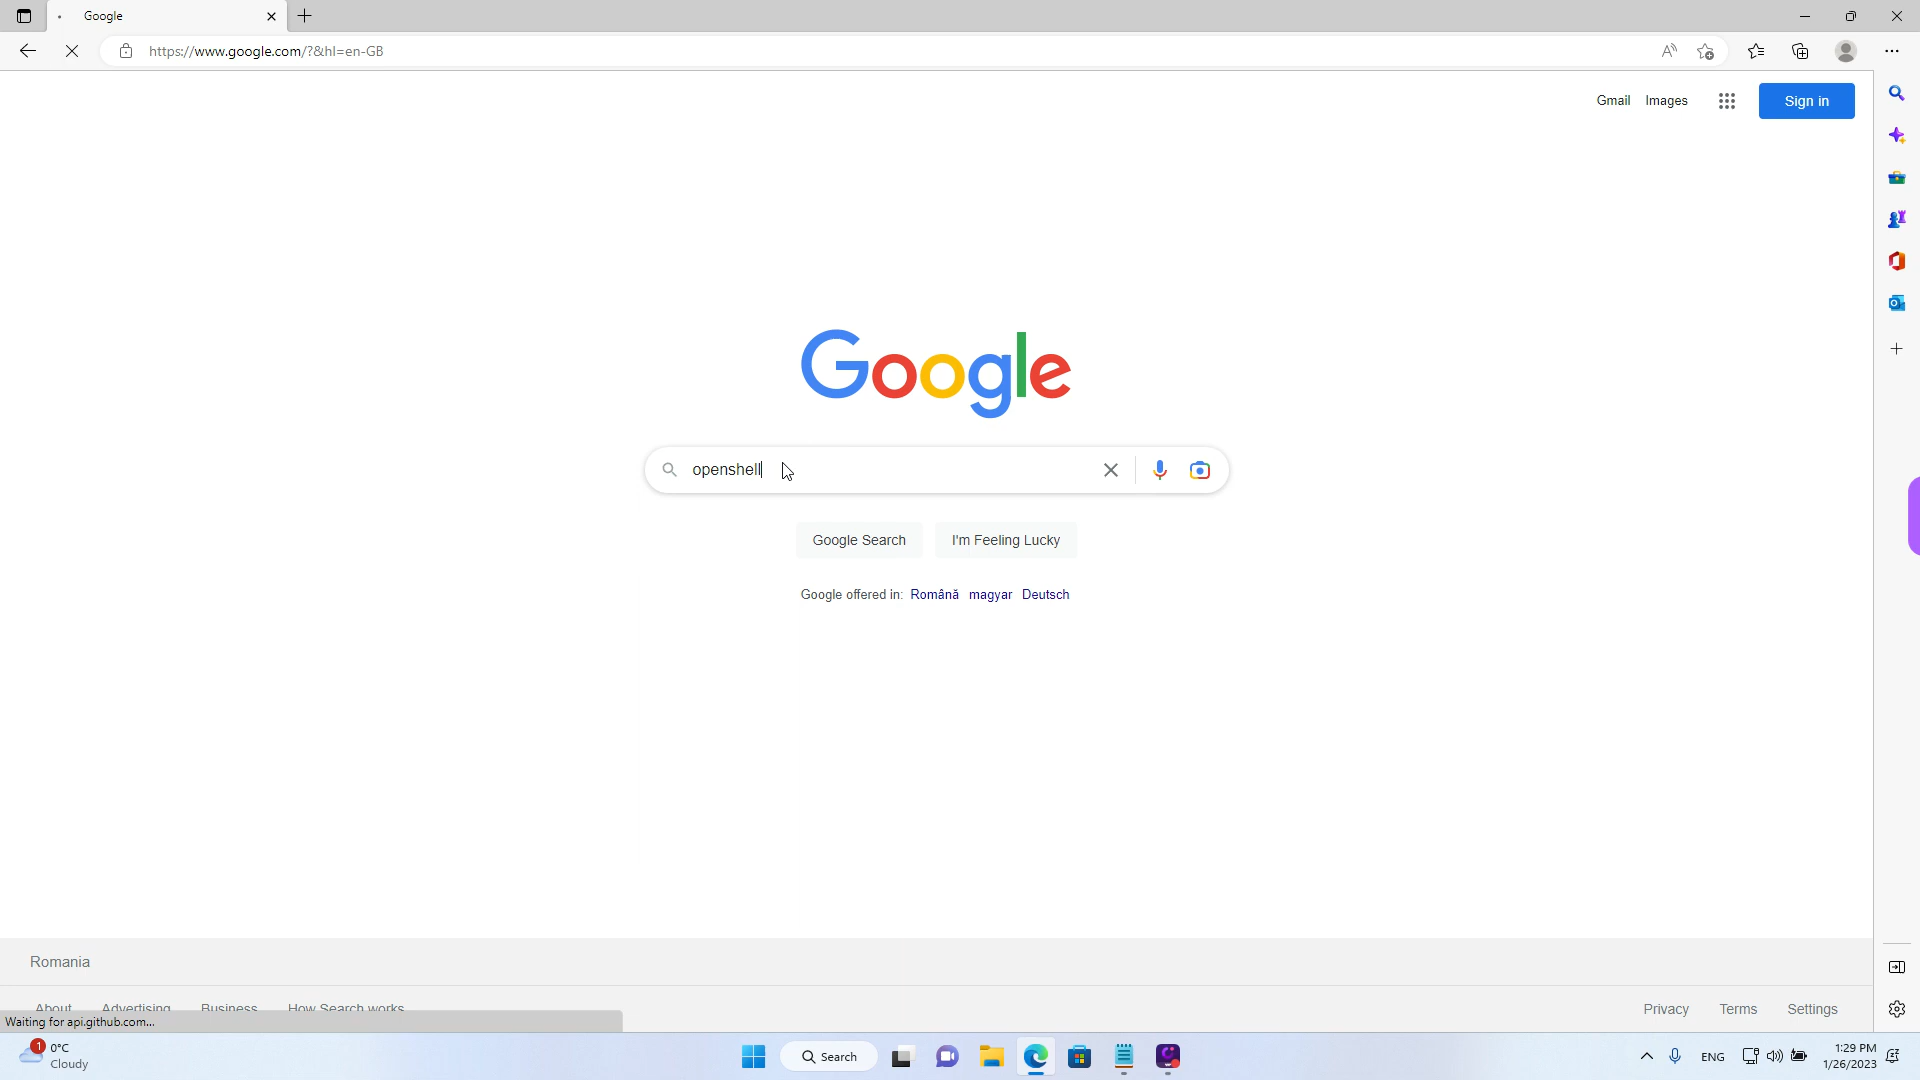 Google
https://www.google.com/?&hl=en-GB
Gmail Images Sign in
Google
openshell
Google Search I'm Feeling Lucky
Google offered in: Română magyar Deutsch
Romania
About Advertising Business How Search works Privacy Terms Settings
Waiting for api.github.com...
1 0°C
Cloudy
Search
ENG
1:29 PM
1/26/2023